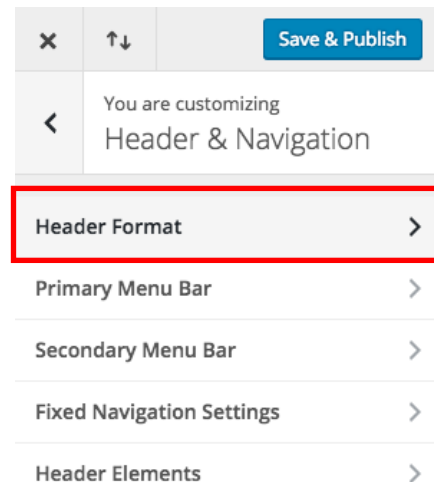 Save & Publish
You are customizing
Header & Navigation
Header Format
Primary Menu Bar
Secondary Menu Bar
Fixed Navigation Settings
Header Elements